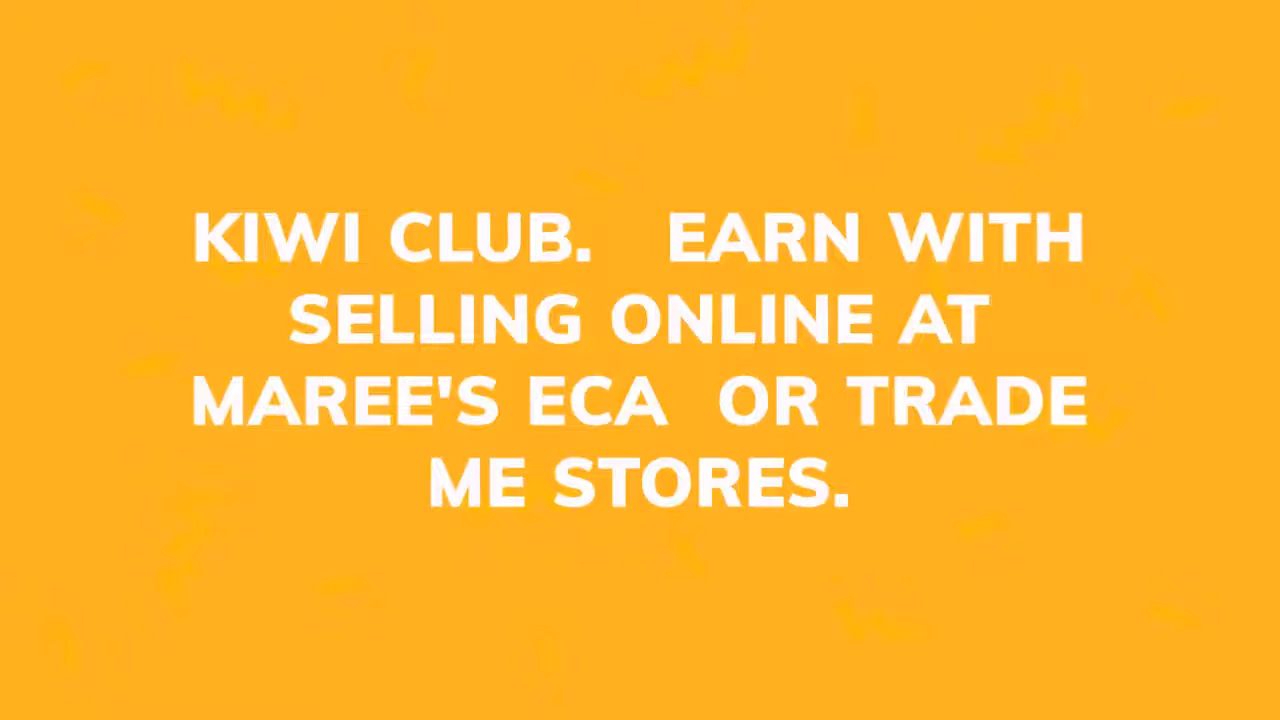 KIWI CLUB.   EARN WITH
SELLING ONLINE AT
MAREE'S ECA  OR TRADE
ME STORES.